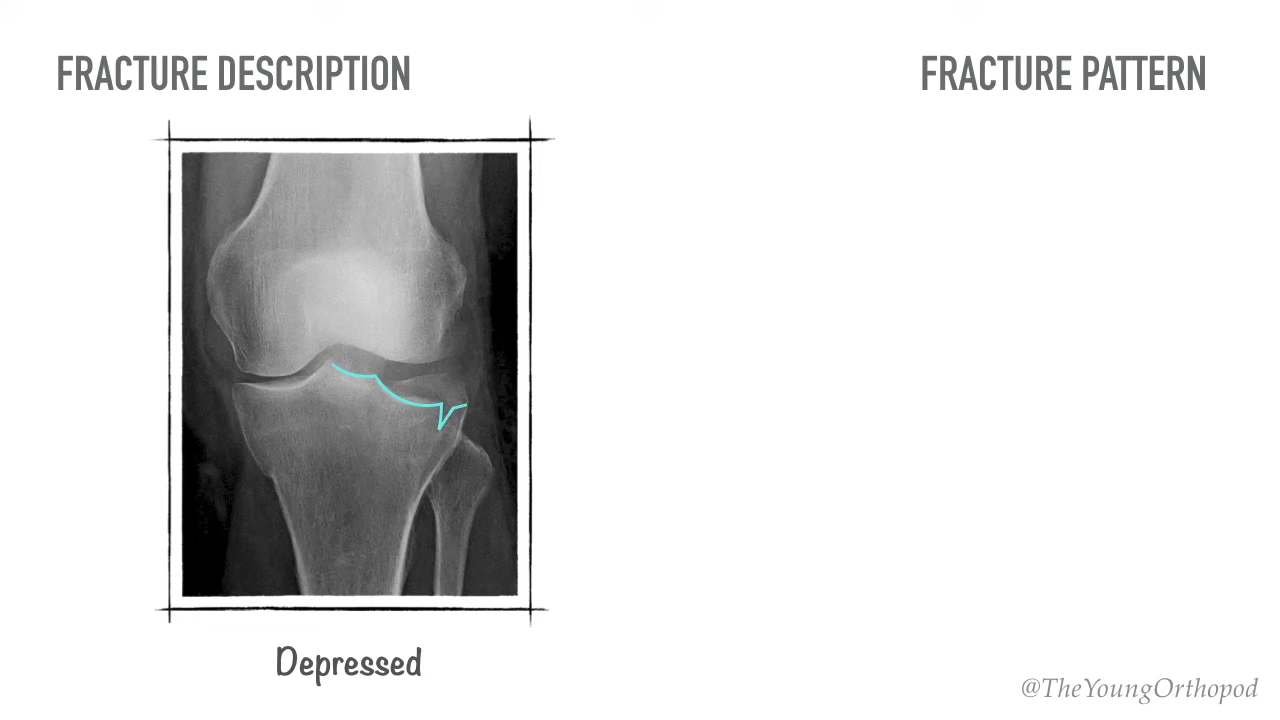 FRACTURE DESCRIPTION
FRACTURE PATTERN
Depressed
@TheYoungOrthopod